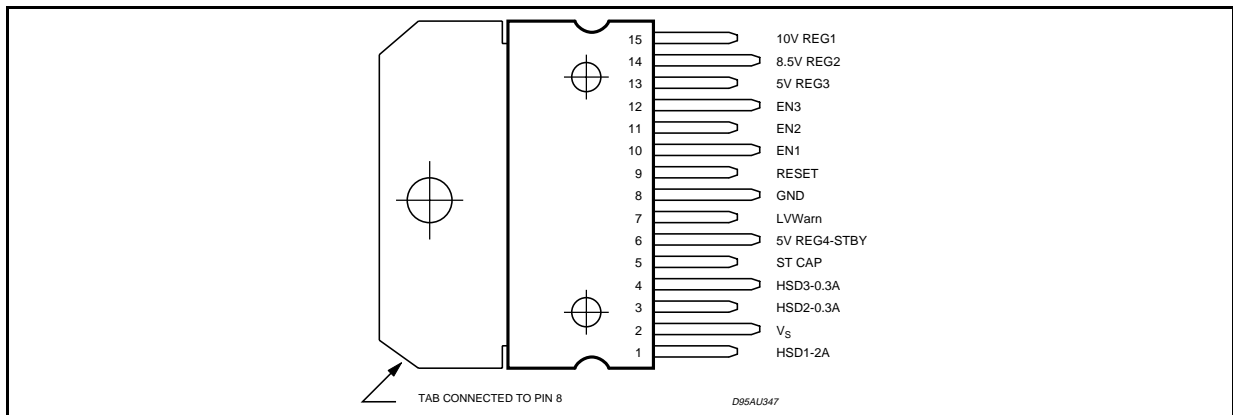 15 10V REG1
14 8.5V REG2
13 5V REG3
12 EN3
11 EN2
10 EN1
9 RESET
8 GND
7 LVWarn
6 5V REG4-STBY
5 ST CAP
4 HSD3-0.3A
3 HSD2-0.3A
2 VS
1 HSD1-2A
TAB CONNECTED TO PIN 8
D95AU347